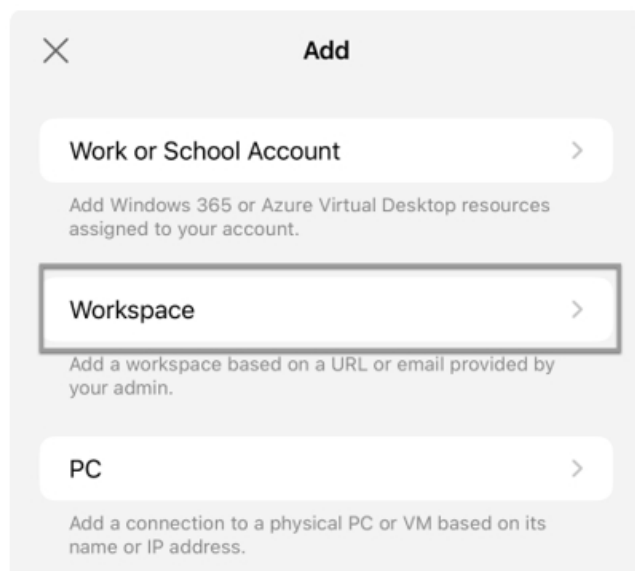 Add
Work or School Account
Add Windows 365 or Azure Virtual Desktop resources
assigned to your account.
Workspace
Add a workspace based on a URL or email provided by
your admin.
PC
Add a connection to a physical PC or VM based on its
name or IP address.